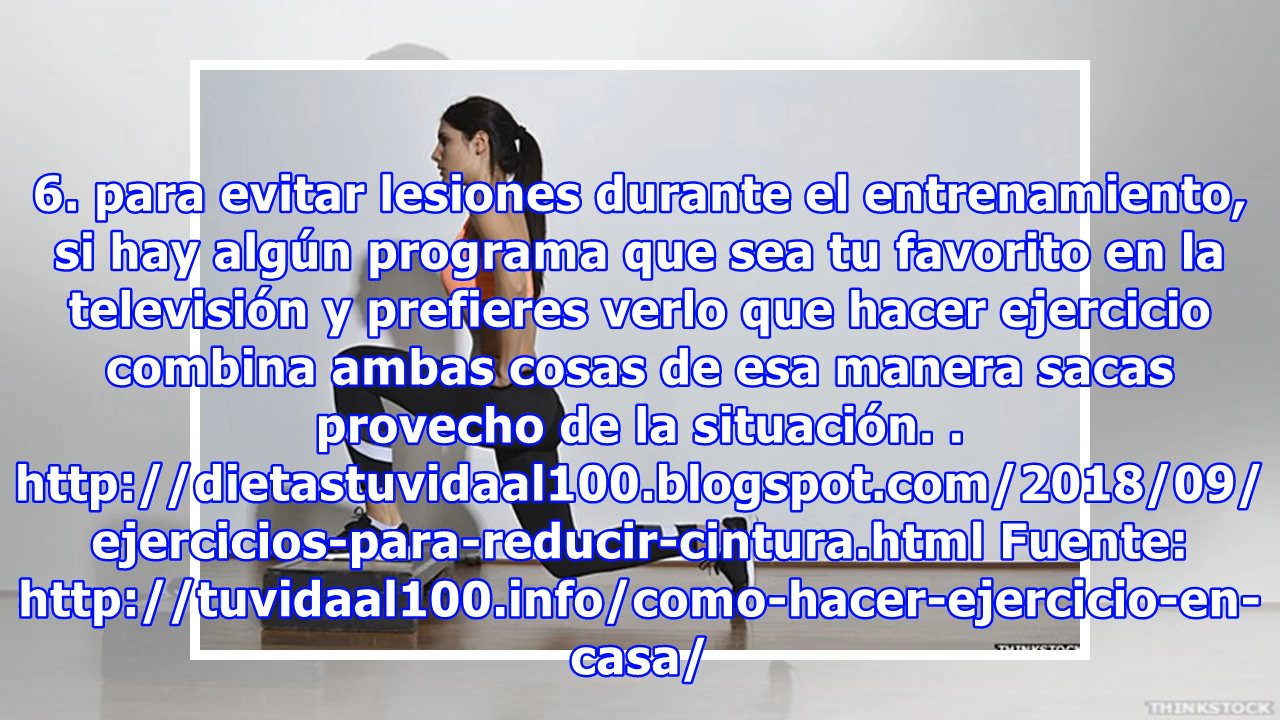 6. para evitar lesiones durante el entrenamiento,
si hay algún programa que sea tu favorito en la
televisión y prefieres verlo que hacer ejercicio
combina ambas cosas de esa manera sacas
provecho de la situación. .
http://dietastuvidaal100.blogspot.com/2018/09/
ejercicios-para-reducir-cintura.html Fuente:
http://tuvidaal100.info/como-hacer-ejercicio-en-
casa/
THINKSTOCK
THINKSTOCK